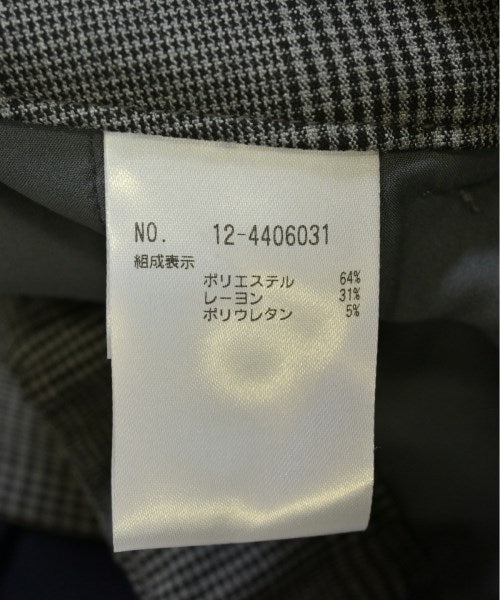 NO. 12-4406031
組成表示
ポリエステル 64%
レーヨン 31%
ポリウレタン 5%